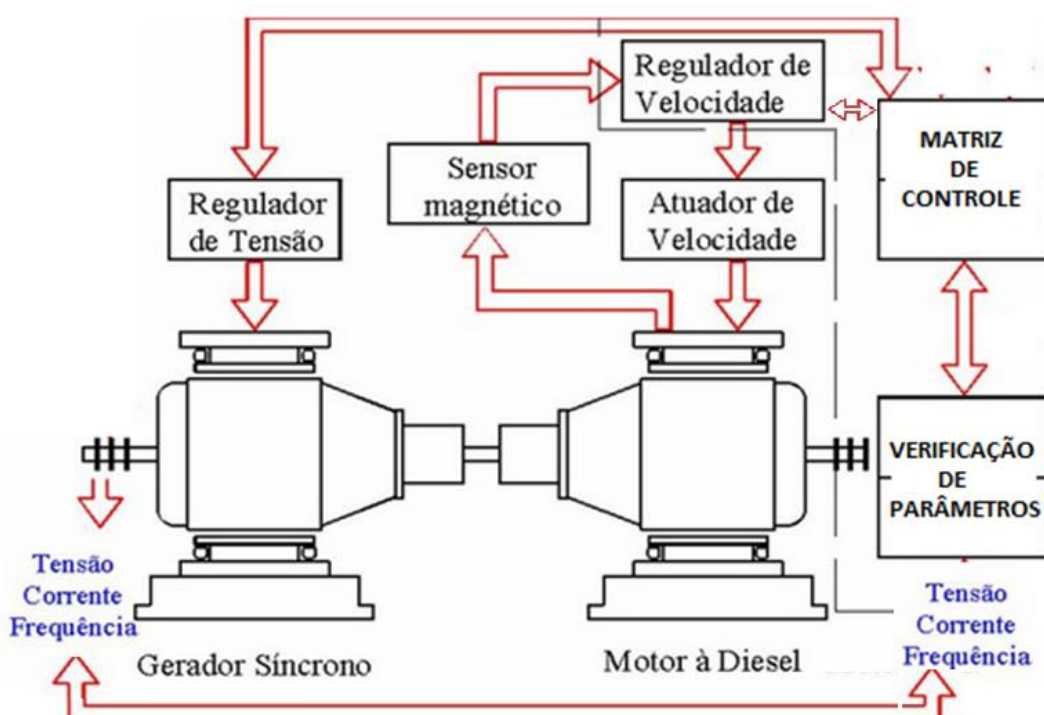 Regulador de
Velocidade
MATRIZ
DE
CONTROLE
Sensor
magnético
Regulador
de Tensão
Atuador de
Velocidade
VERIFICAÇÃO
DE
PARÂMETROS
Tensão
Corrente
Frequência
Tensão
Corrente
Frequência
Gerador Síncrono
Motor à Diesel